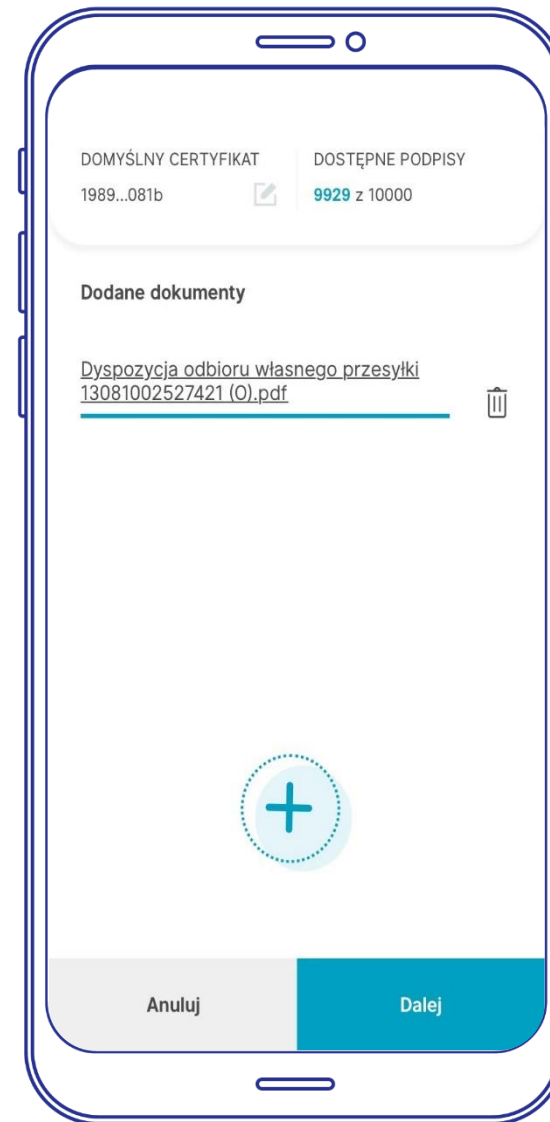 DOMYŚLNY CERTYFIKAT
1989...081b
DOSTĘPNE PODPISY
9929 z 10000
Dodane dokumenty
Dyspozycja odbioru własnego przesyłki
13081002527421 (O).pdf
Anuluj
Dalej